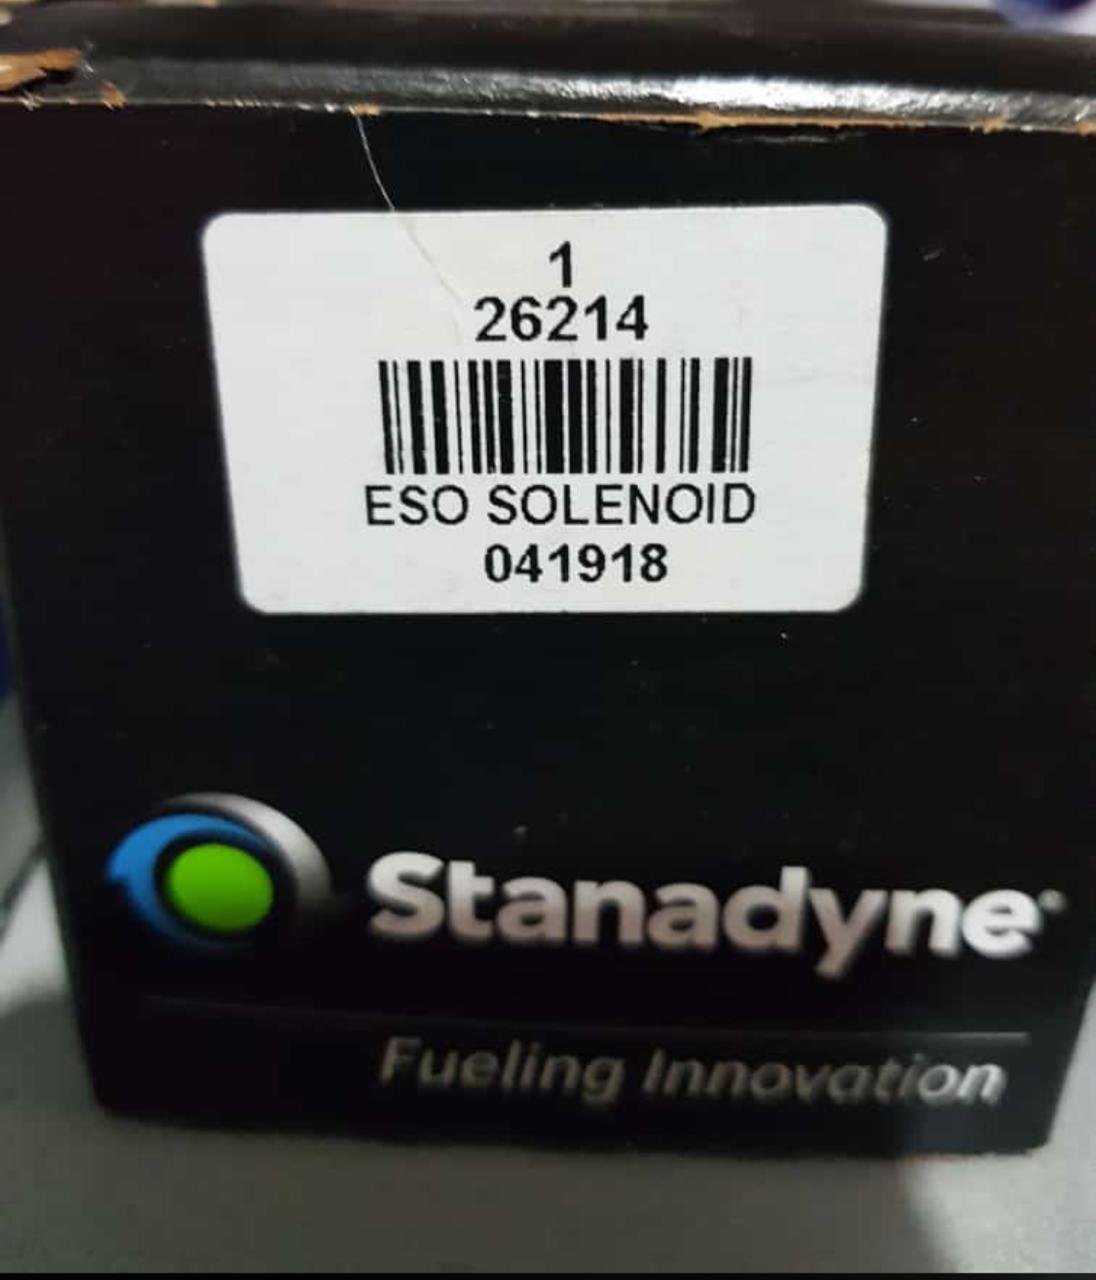 1
26214
ESO SOLENOID
041918
Stanadyne
Fueling Innovation